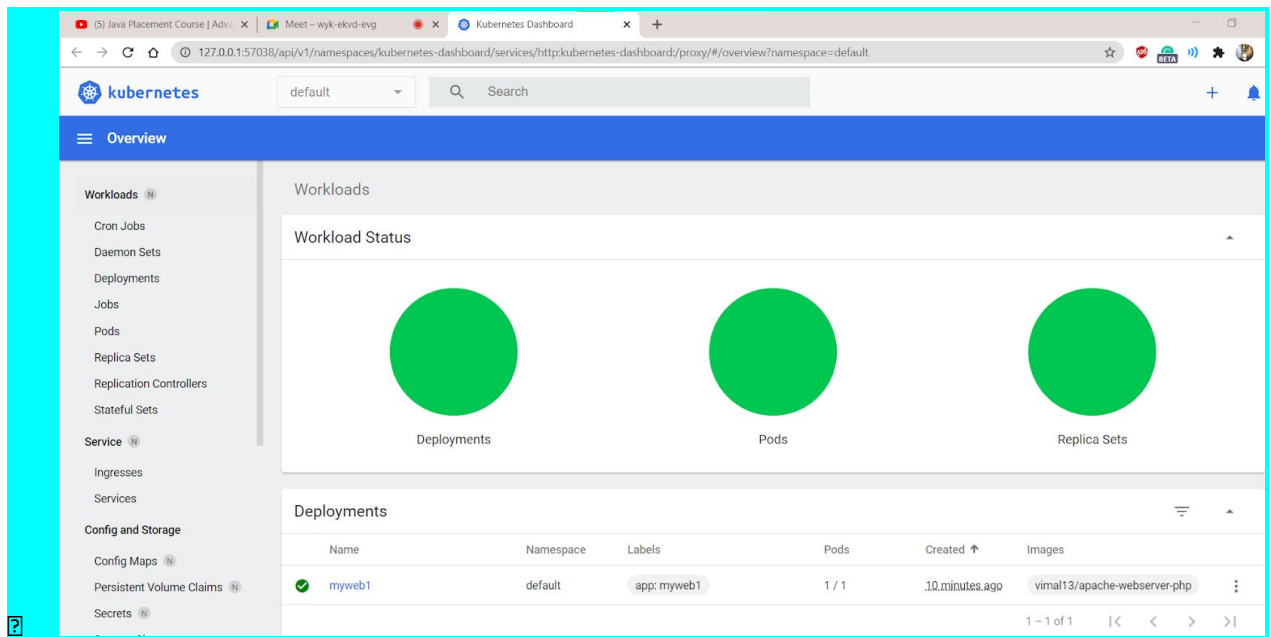 (5) Java Placement Course | Adva
Meet – wyk-ekvd-evg
Kubernetes Dashboard
127.0.0.1:57038/api/v1/namespaces/kubernetes-dashboard/services/http:kubernetes-dashboard:/proxy/#/overview?namespace=default
BETA
kubernetes
default
Search
Overview
Workloads N
Cron Jobs
Daemon Sets
Deployments
Jobs
Pods
Replica Sets
Replication Controllers
Stateful Sets
Service N
Ingresses
Services
Config and Storage
Config Maps N
Persistent Volume Claims N
Secrets N
Workloads
Workload Status
Deployments Pods Replica Sets
Deployments
Name Namespace Labels Pods Created Images
myweb1 default app: myweb1 1 / 1 10 minutes ago vimal13/apache-webserver-php
1 – 1 of 1
?